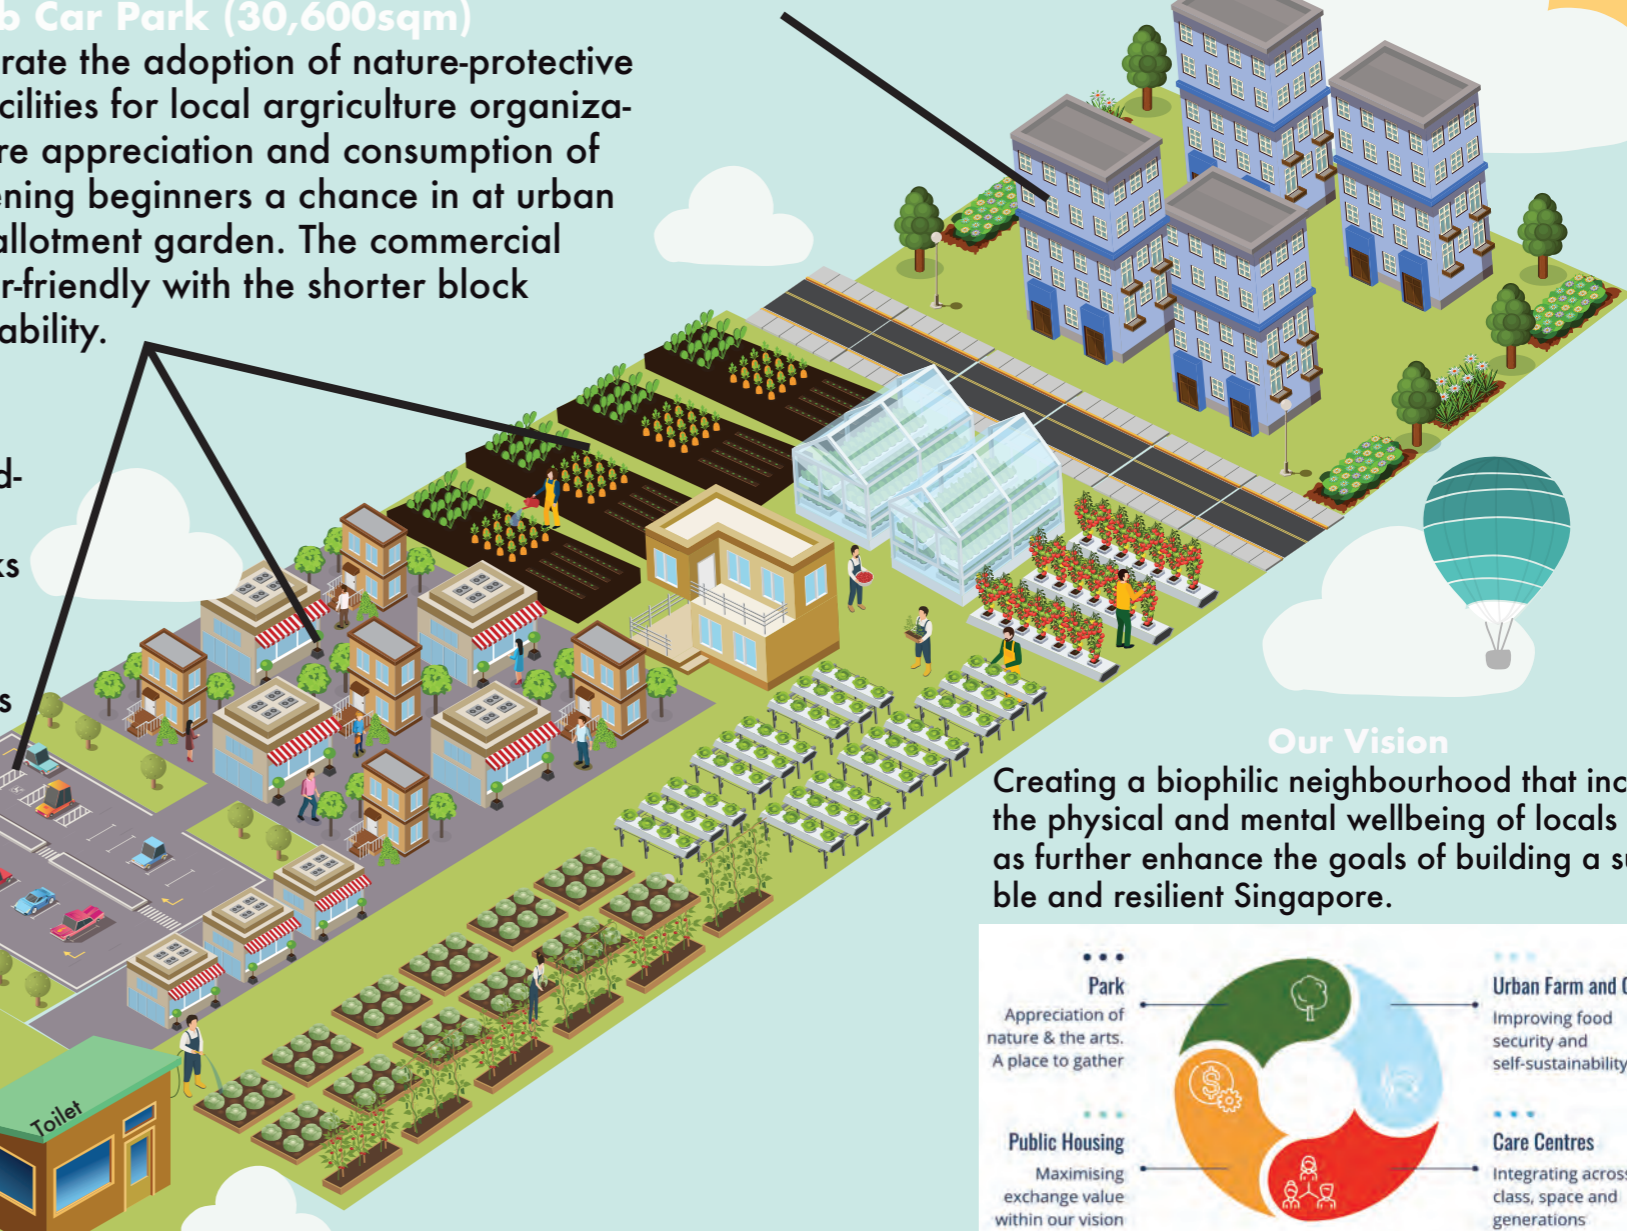 b Car Park (30,600sqm)
rate the adoption of nature-protective
cilities for local argriculture organiza-
re appreciation and consumption of
ening beginners a chance in at urban
allotment garden. The commercial
r-friendly with the shorter block
ability.
d-
ks
s
Toilet
Our Vision
Creating a biophilic neighbourhood that inc
the physical and mental wellbeing of locals
as further enhance the goals of building a su
ble and resilient Singapore.
Park
Appreciation of
nature & the arts.
A place to gather
Urban Farm and C
Improving food
security and
self-sustainability
Public Housing
Maximising
exchange value
within our vision
Care Centres
Integrating across
class, space and
generations